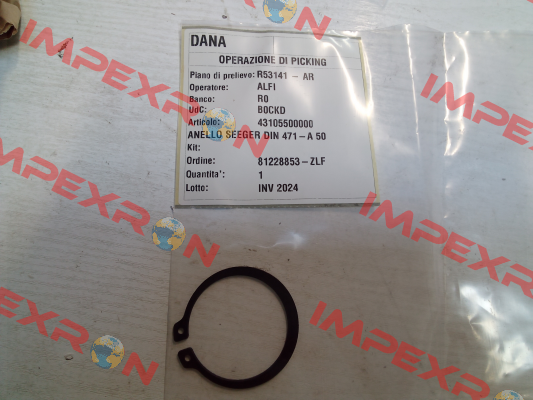 DANA
OPERAZIONE DI PICKING
Piano di prelievo: R53141 - AR
Operatore: ALFI
Banco: R0
UdC: B0CKD
Articolo: 43105500000
ANELLO SEEGER DIN 471-A 50
Kit:
Ordine: 81228853-ZLF
Quantita': 1
Lotto: INV 2024
IMPEXRON
IMPEXRON
IMPEXRON
IMPEXRON
IMPEXRON
IMPEXRON